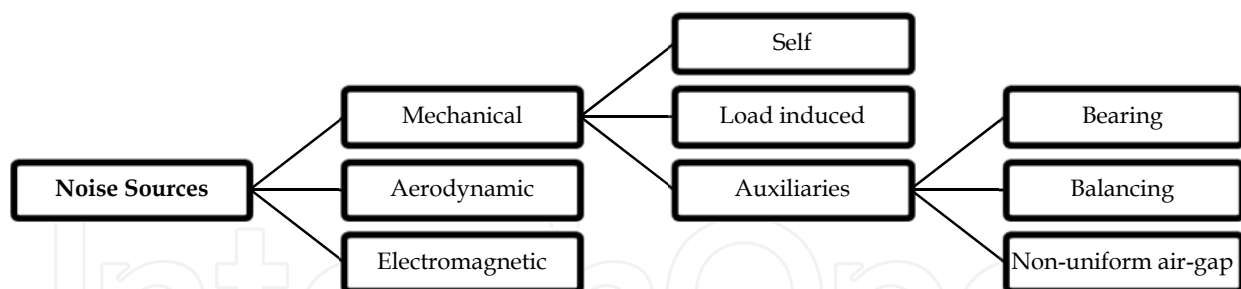 Self
Mechanical
Load induced
Bearing
Noise Sources
Aerodynamic
Auxiliaries
Balancing
Electromagnetic
Non-uniform air-gap